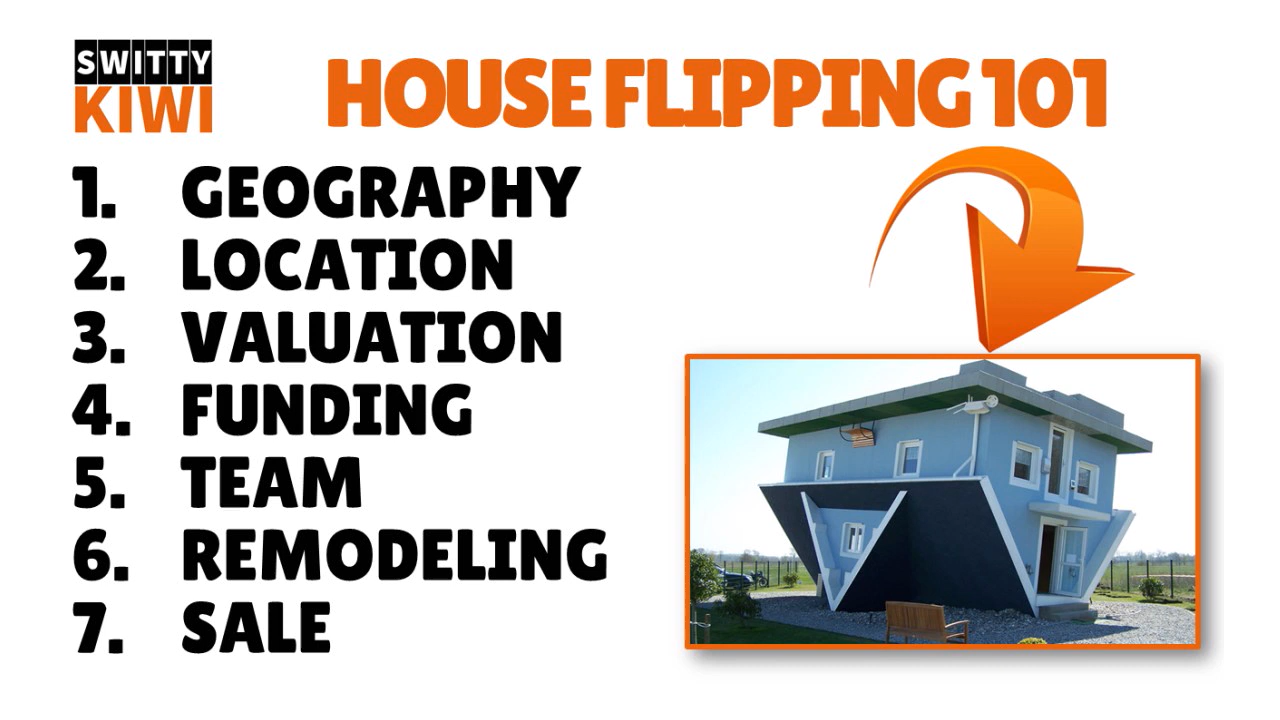 SWITTY
KIWI
HOUSE FLIPPING 101
1. GEOGRAPHY
2. LOCATION
3. VALUATION
4. FUNDING
5. TEAM
6. REMODELING
7. SALE